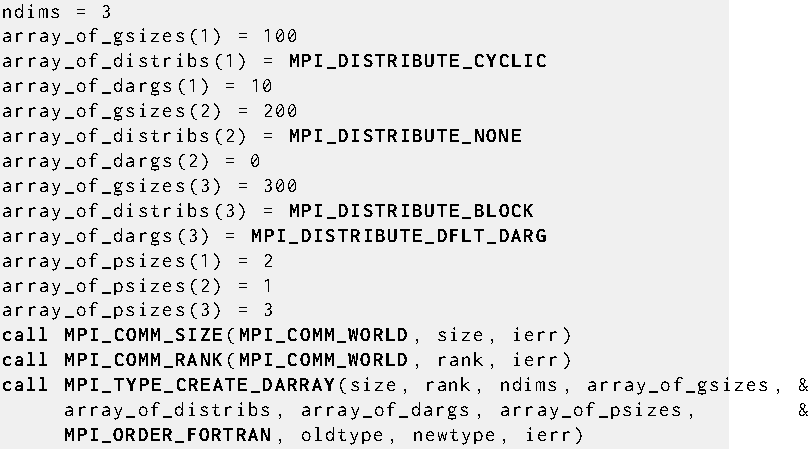 ndims = 3
array_of_gsizes(1) = 100
array_of_distribs(1) = MPI_DISTRIBUTE_CYCLIC
array_of_dargs(1) = 10
array_of_gsizes(2) = 200
array_of_distribs(2) = MPI_DISTRIBUTE_NONE
array_of_dargs(2) = 0
array_of_gsizes(3) = 300
array_of_distribs(3) = MPI_DISTRIBUTE_BLOCK
array_of_dargs(3) = MPI_DISTRIBUTE_DFLT_DARG
array_of_psizes(1) = 2
array_of_psizes(2) = 1
array_of_psizes(3) = 3
call MPI_COMM_SIZE(MPI_COMM_WORLD, size, ierr)
call MPI_COMM_RANK(MPI_COMM_WORLD, rank, ierr)
call MPI_TYPE_CREATE_DARRAY(size, rank, ndims, array_of_gsizes, &
     array_of_distribs, array_of_dargs, array_of_psizes,        &
     MPI_ORDER_FORTRAN, oldtype, newtype, ierr)